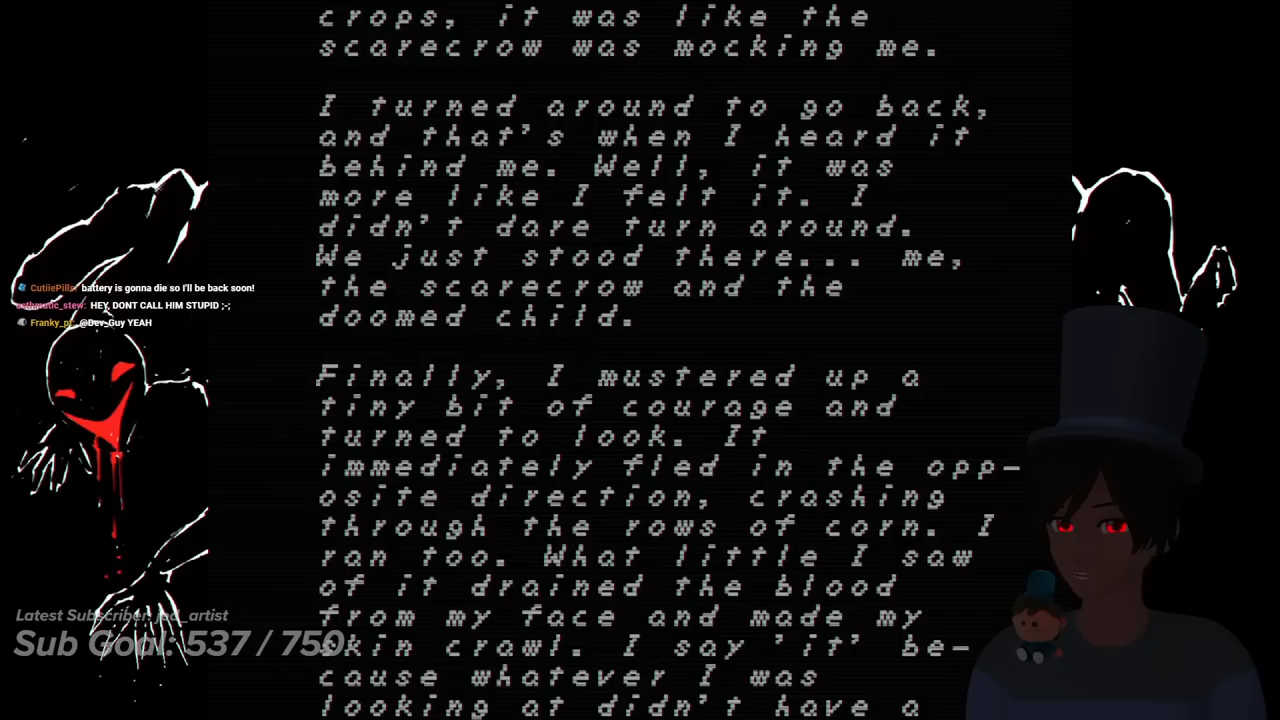 crops, it was like the
scarecrow was mocking me.
I turned around to go back,
and that's when I heard it
behind me. Well, it was
more like I felt it. I
didn't dare turn around.
We just stood there... me,
the scarecrow and the
doomed child.
Finally, I mustered up a
tiny bit of courage and
turned to look. It
immediately fled in the opp-
osite direction, crashing
through the rows of corn. I
ran too. What little I saw
of it drained the blood
from my face and made my
skin crawl. I say 'it' be-
cause whatever I was
looking at didn't have a
CutiiePills: battery is gonna die so I'll be back soon!
asthmatic_stew: HEY, DONT CALL HIM STUPID ;-;
@Dev_Guy YEAH
Latest Subscriber: jad_artist
Sub Goal: 537 / 750